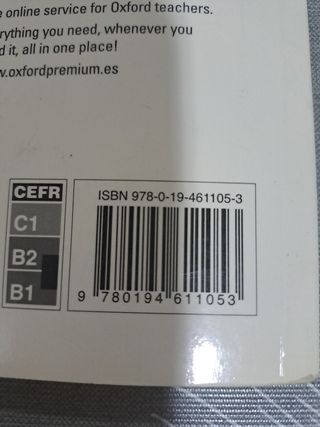 online service for Oxford teachers.
erything you need, whenever you
d it, all in one place!
w.oxfordpremium.es
CEFR
C1
B2
B1
ISBN 978-0-19-461105-3
9 780194 611053